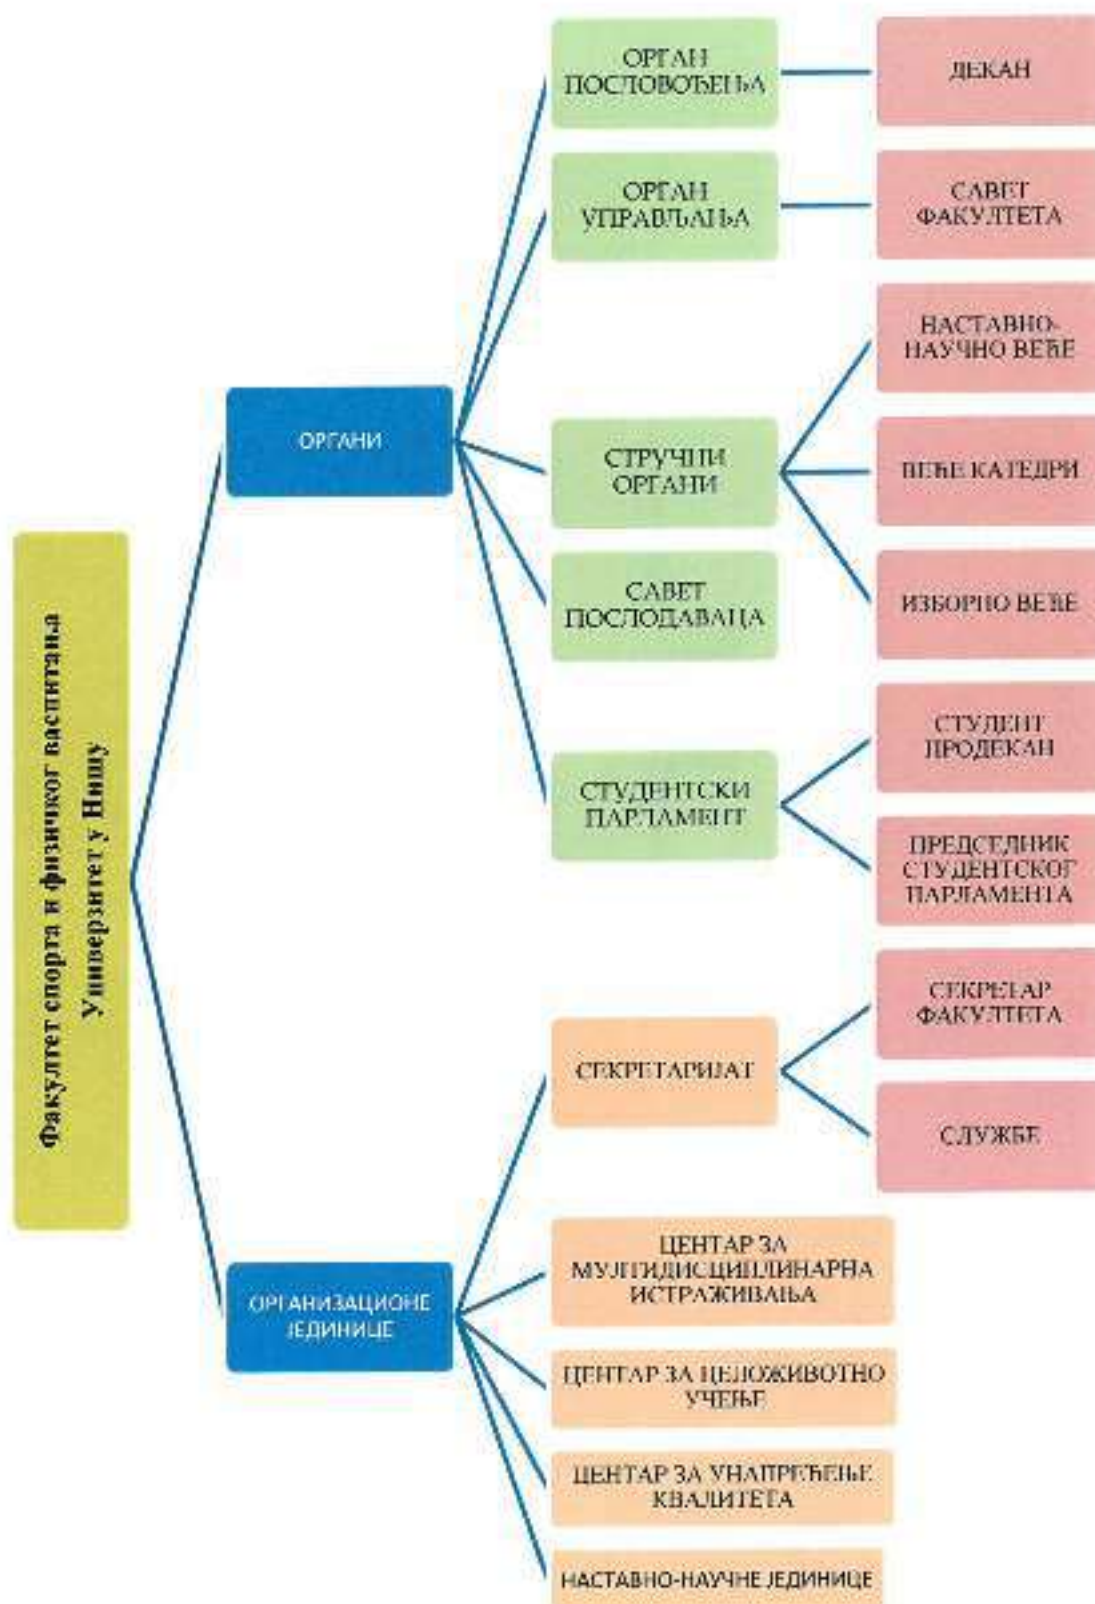 Факултет спорта и физичког васпитања
Универзитет у Нишу
ОРГАНИ
ОРГАН
ПОСЛОВОЂЕЊА
ДЕКАН
ОРГАН
УПРАВЉАЊА
САВЕТ
ФАКУЛТЕТА
СТРУЧНИ
ОРГАНИ
НАСТАВНО-
НАУЧНО ВЕЋЕ
ВЕЋЕ КАТЕДРИ
ИЗБОРНО ВЕЋЕ
САВЕТ
ПОСЛОДАВАЦА
СТУДЕНТСКИ
ПАРЛАМЕНТ
СТУДЕНТ
ПРОДЕКАН
ПРЕДСЕДНИК
СТУДЕНТСКОГ
ПАРЛАМЕНТА
ОРГАНИЗАЦИОНЕ
ЈЕДИНИЦЕ
СЕКРЕТАРИЈАТ
СЕКРЕТАР
ФАКУЛТЕТА
СЛУЖБЕ
ЦЕНТАР ЗА
МУЛТИДИСЦИПЛИНАРНА
ИСТРАЖИВАЊА
ЦЕНТАР ЗА ЦЕЛОЖИВОТНО
УЧЕЊЕ
ЦЕНТАР ЗА УНАПРЕЂЕЊЕ
КВАЛИТЕТА
НАСТАВНО-НАУЧНЕ ЈЕДИНИЦЕ